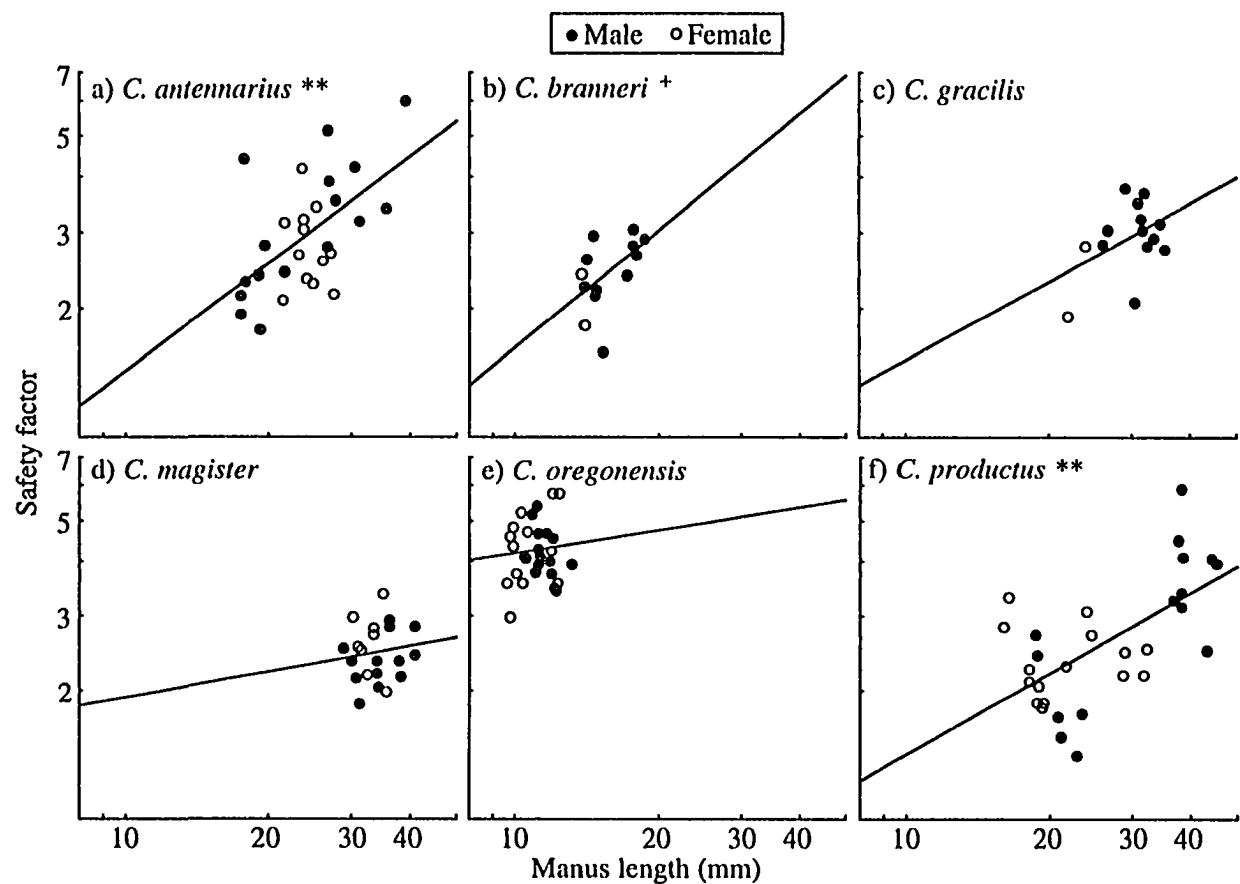 ● Male ○ Female
a) C. antennarius **
b) C. branneri +
c) C. gracilis
7
5
3
2
d) C. magister
e) C. oregonensis
f) C. productus **
7
5
3
2
10 20 30 40
10 20 30 40
10 20 30 40
Safety factor
Manus length (mm)